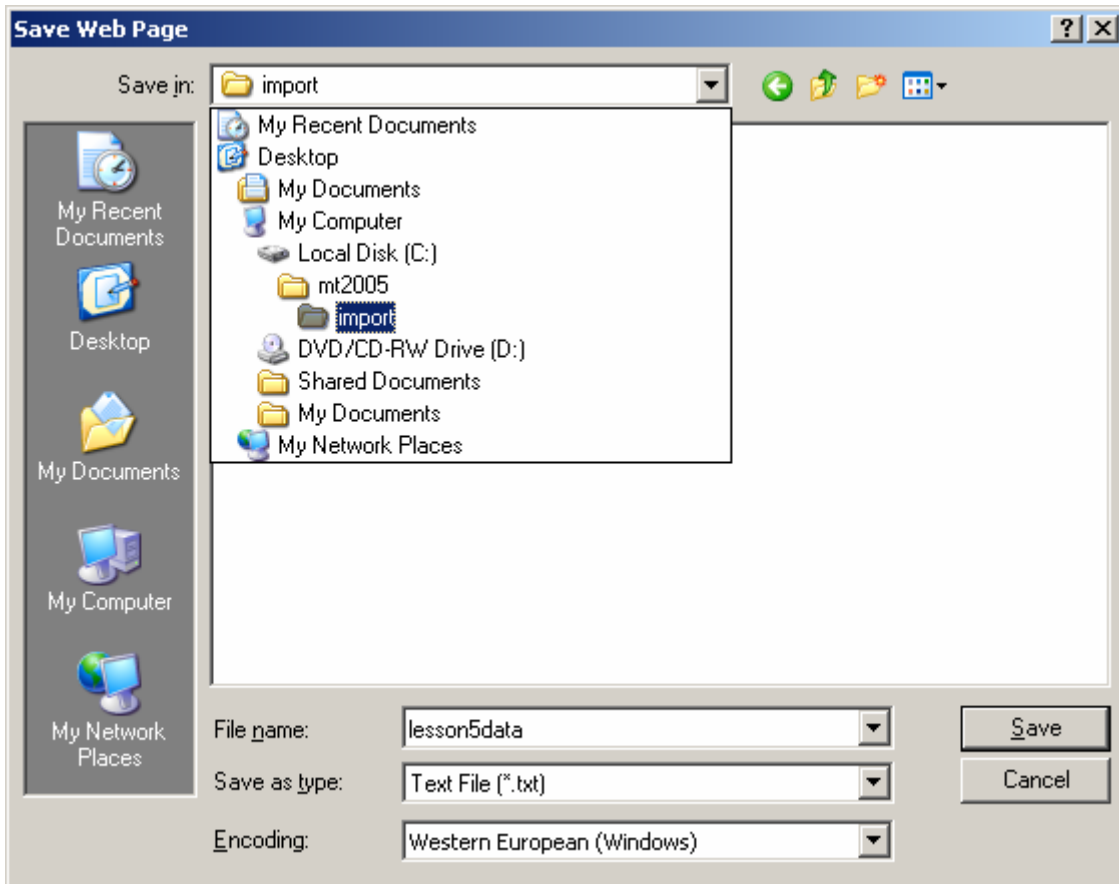 Save Web Page
Save in:
import
My Recent Documents
Desktop
My Documents
My Computer
Local Disk (C:)
mt2005
import
DVD/CD-RW Drive (D:)
Shared Documents
My Documents
My Network Places
My Recent
Documents
Desktop
My Documents
My Computer
My Network
Places
File name:
lesson5data
Save
Save as type:
Text File (*.txt)
Cancel
Encoding:
Western European (Windows)